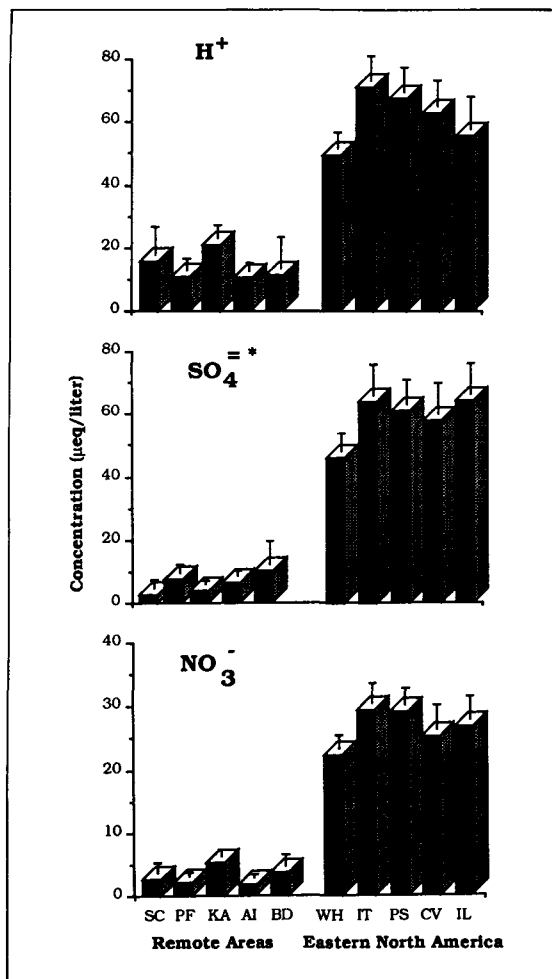 H+
80
60
40
20
0
SO4= *
80
60
40
20
0
Concentration (µeq/liter)
NO3-
40
30
20
10
0
SC PF KA AI BD WH IT PS CV IL
Remote Areas Eastern North America